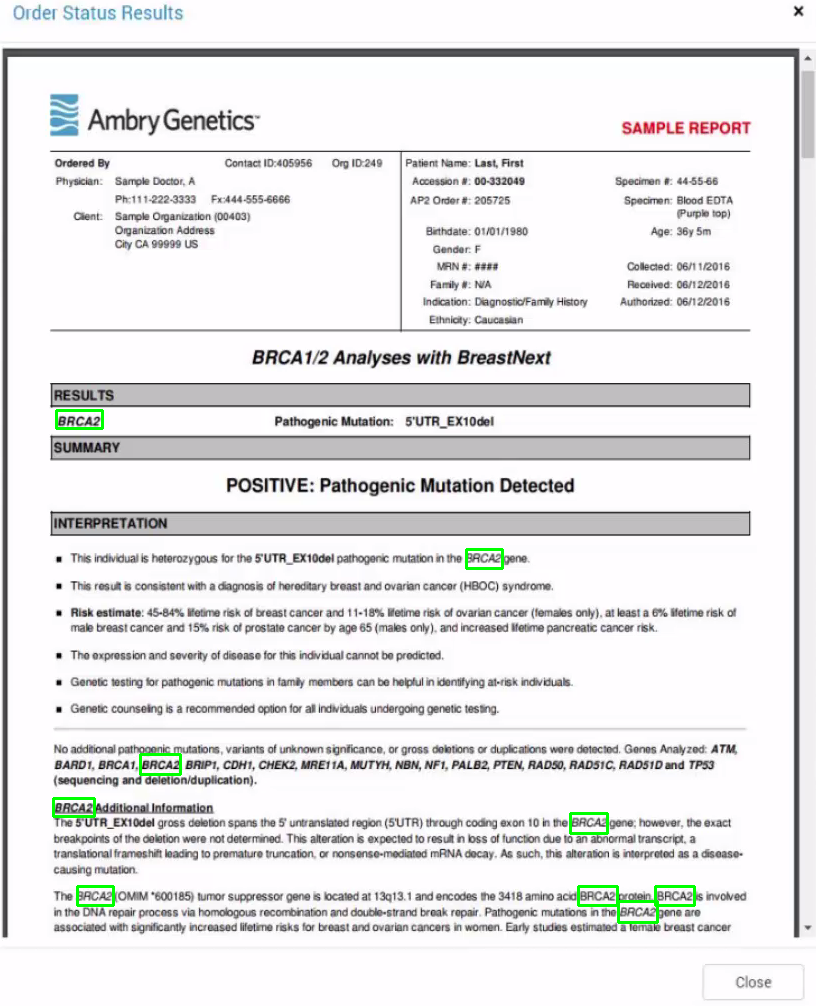 Order Status Results
×
Ambry Genetics™
SAMPLE REPORT
Ordered By Contact ID:405956 Org ID:249
Physician: Sample Doctor, A
Ph:111-222-3333 Fx:444-555-6666
Client: Sample Organization (00403)
Organization Address
City CA 99999 US
Patient Name: Last, First
Accession #: 00-332049 Specimen #: 44-55-66
AP2 Order #: 205725 Specimen: Blood EDTA
(Purple top)
Birthdate: 01/01/1980 Age: 36y 5m
Gender: F
MRN #: #### Collected: 06/11/2016
Family #: N/A Received: 06/12/2016
Indication: Diagnostic/Family History Authorized: 06/12/2016
Ethnicity: Caucasian
BRCA1/2 Analyses with BreastNext
RESULTS
BRCA2 Pathogenic Mutation: 5'UTR_EX10del
SUMMARY
POSITIVE: Pathogenic Mutation Detected
INTERPRETATION
▪ This individual is heterozygous for the 5'UTR_EX10del pathogenic mutation in the BRCA2 gene.
▪ This result is consistent with a diagnosis of hereditary breast and ovarian cancer (HBOC) syndrome.
▪ Risk estimate: 45-84% lifetime risk of breast cancer and 11-18% lifetime risk of ovarian cancer (females only), at least a 6% lifetime risk of
male breast cancer and 15% risk of prostate cancer by age 65 (males only), and increased lifetime pancreatic cancer risk.
▪ The expression and severity of disease for this individual cannot be predicted.
▪ Genetic testing for pathogenic mutations in family members can be helpful in identifying at-risk individuals.
▪ Genetic counseling is a recommended option for all individuals undergoing genetic testing.
No additional pathogenic mutations, variants of unknown significance, or gross deletions or duplications were detected. Genes Analyzed: ATM,
BARD1, BRCA1, BRCA2, BRIP1, CDH1, CHEK2, MRE11A, MUTYH, NBN, NF1, PALB2, PTEN, RAD50, RAD51C, RAD51D and TP53
(sequencing and deletion/duplication).
BRCA2 Additional Information
The 5'UTR_EX10del gross deletion spans the 5' untranslated region (5'UTR) through coding exon 10 in the BRCA2 gene; however, the exact
breakpoints of the deletion were not determined. This alteration is expected to result in loss of function due to an abnormal transcript, a
translational frameshift leading to premature truncation, or nonsense-mediated mRNA decay. As such, this alteration is interpreted as a disease-
causing mutation.
The BRCA2 (OMIM *600185) tumor suppressor gene is located at 13q13.1 and encodes the 3418 amino acid BRCA2 protein. BRCA2 is involved
in the DNA repair process via homologous recombination and double-strand break repair. Pathogenic mutations in the BRCA2 gene are
associated with significantly increased lifetime risks for breast and ovarian cancers in women. Early studies estimated a female breast cancer
Close